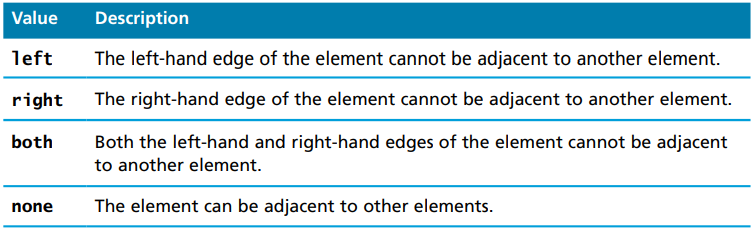 Value Description
left The left-hand edge of the element cannot be adjacent to another element.
right The right-hand edge of the element cannot be adjacent to another element.
both Both the left-hand and right-hand edges of the element cannot be adjacent
to another element.
none The element can be adjacent to other elements.